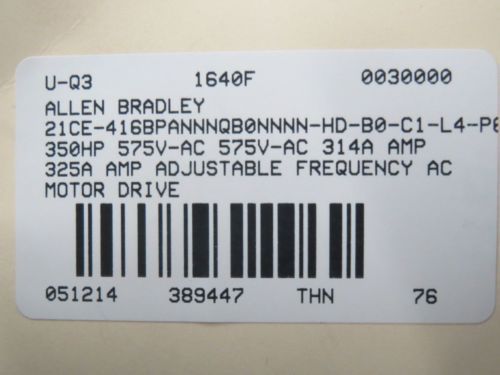 U-Q3 1640F 0030000
ALLEN BRADLEY
21CE-416BPANNNQB0NNNN-HD-B0-C1-L4-P6
350HP 575V-AC 575V-AC 314A AMP
325A AMP ADJUSTABLE FREQUENCY AC
MOTOR DRIVE
051214 389447 THN 76